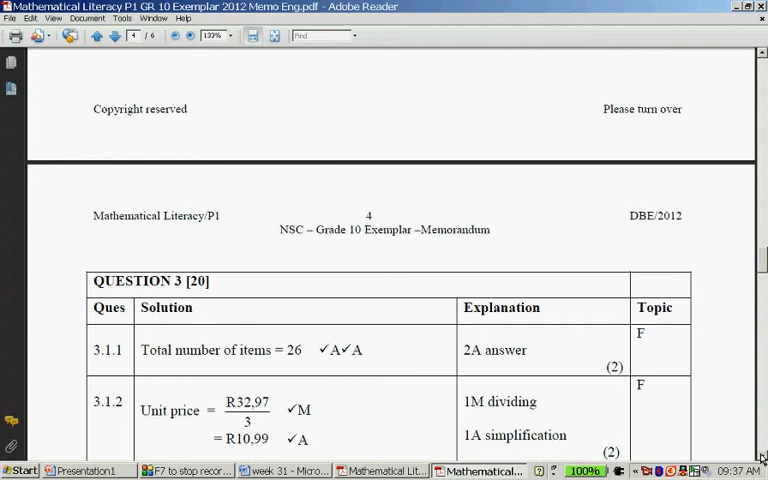 Mathematical Literacy P1 GR 10 Exemplar 2012 Memo Eng.pdf - Adobe Reader
File Edit View Document Tools Window Help
4 / 6 133% Find
Copyright reserved Please turn over
Mathematical Literacy/P1 4 DBE/2012
NSC – Grade 10 Exemplar –Memorandum
QUESTION 3 [20]
Ques Solution Explanation Topic
3.1.1 Total number of items = 26 ✓A✓A 2A answer (2) F
3.1.2 Unit price = R32,97 / 3 ✓M 1M dividing F
= R10,99 ✓A 1A simplification
(2)
Start Presentation1 F7 to stop recor... week 31 - Micro... Mathematical Lit... Mathematical... 100% 09:37 AM